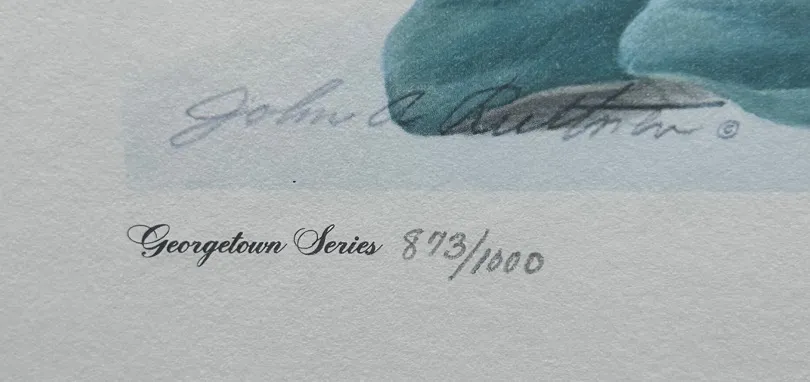 John A Ruthven ©
Georgetown Series 873/1000